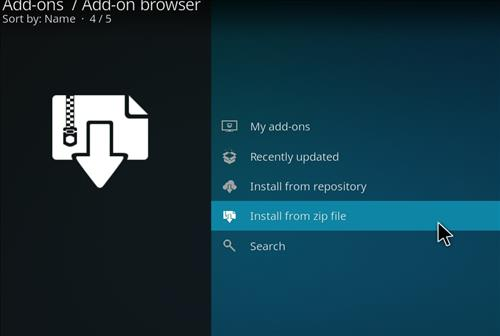 Add-ons / Add-on browser
Sort by: Name · 4 / 5
My add-ons
Recently updated
Install from repository
Install from zip file
Search